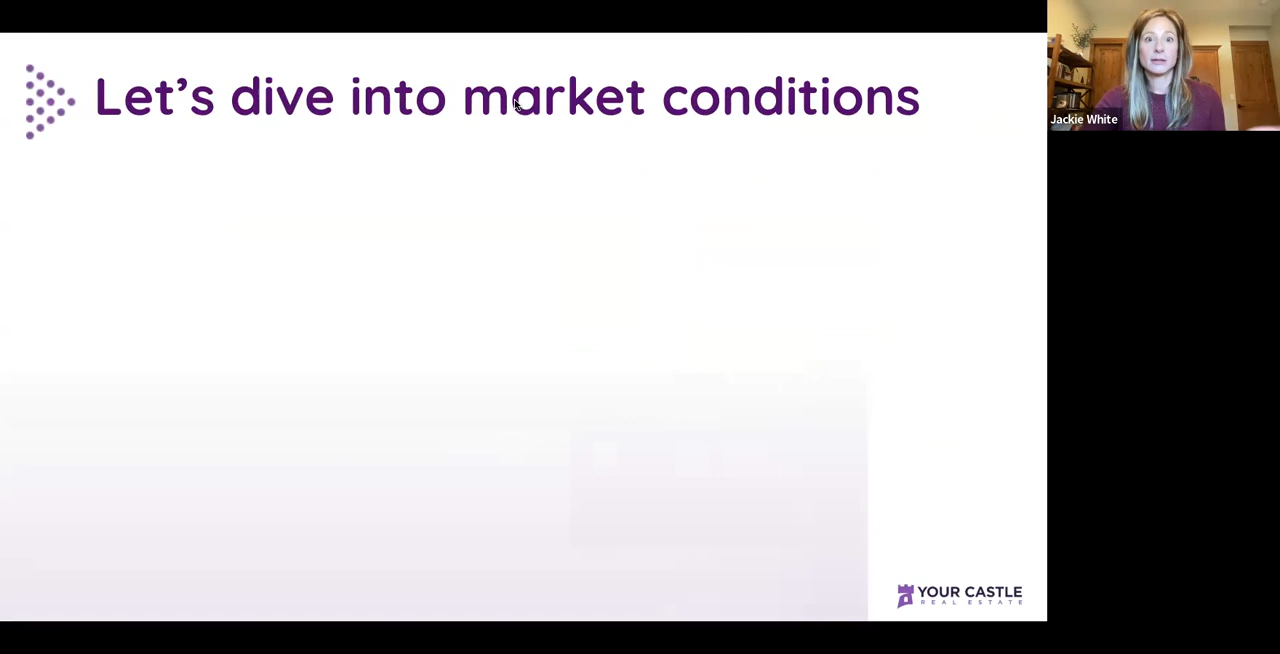 Let's dive into market conditions
Jackie White
YOUR CASTLE
REAL ESTATE